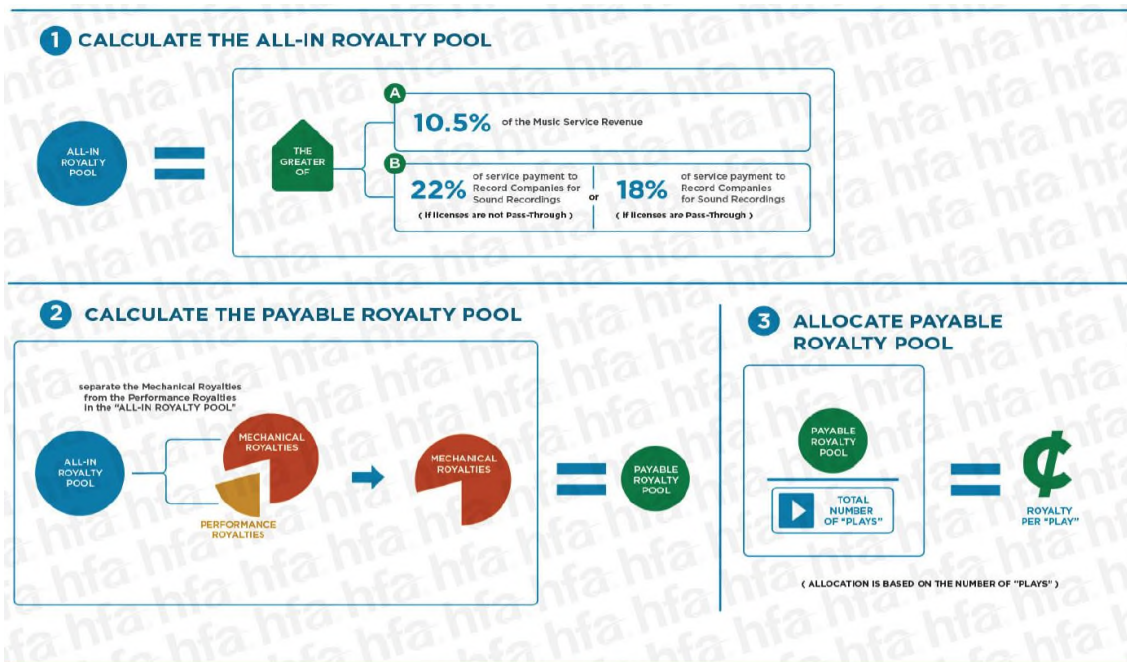 1 CALCULATE THE ALL-IN ROYALTY POOL
ALL-IN
ROYALTY
POOL
THE
GREATER
OF
A
10.5% of the Music Service Revenue
B
22%
of service payment to
Record Companies for
Sound Recordings
( If licenses are not Pass-Through )
or
18%
of service payment to
Record Companies
for Sound Recordings
( If licenses are Pass-Through )
2 CALCULATE THE PAYABLE ROYALTY POOL
separate the Mechanical Royalties
from the Performance Royalties
in the "ALL-IN ROYALTY POOL"
ALL-IN
ROYALTY
POOL
MECHANICAL
ROYALTIES
PERFORMANCE
ROYALTIES
MECHANICAL
ROYALTIES
PAYABLE
ROYALTY
POOL
3 ALLOCATE PAYABLE
ROYALTY POOL
PAYABLE
ROYALTY
POOL
TOTAL
NUMBER
OF "PLAYS"
¢
ROYALTY
PER "PLAY"
( ALLOCATION IS BASED ON THE NUMBER OF "PLAYS" )
hfa